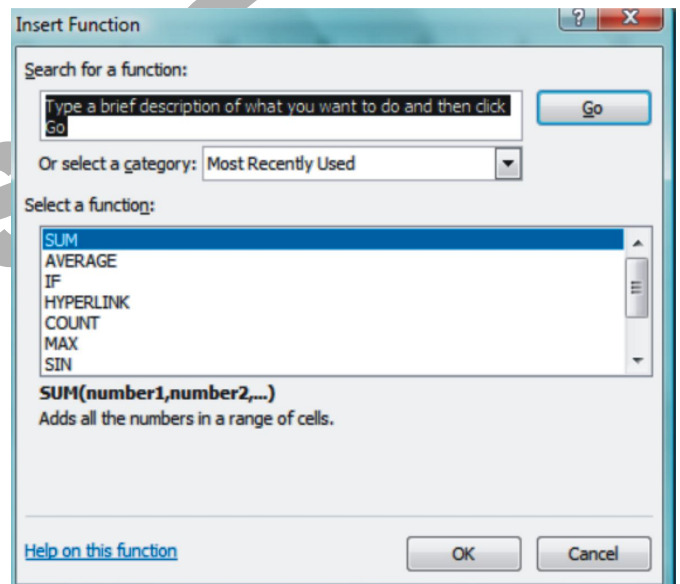 Insert Function
?
X
Search for a function:
Type a brief description of what you want to do and then click
Go
Go
Or select a category: Most Recently Used
Select a function:
SUM
AVERAGE
IF
HYPERLINK
COUNT
MAX
SIN
SUM(number1,number2,...)
Adds all the numbers in a range of cells.
Help on this function
OK
Cancel